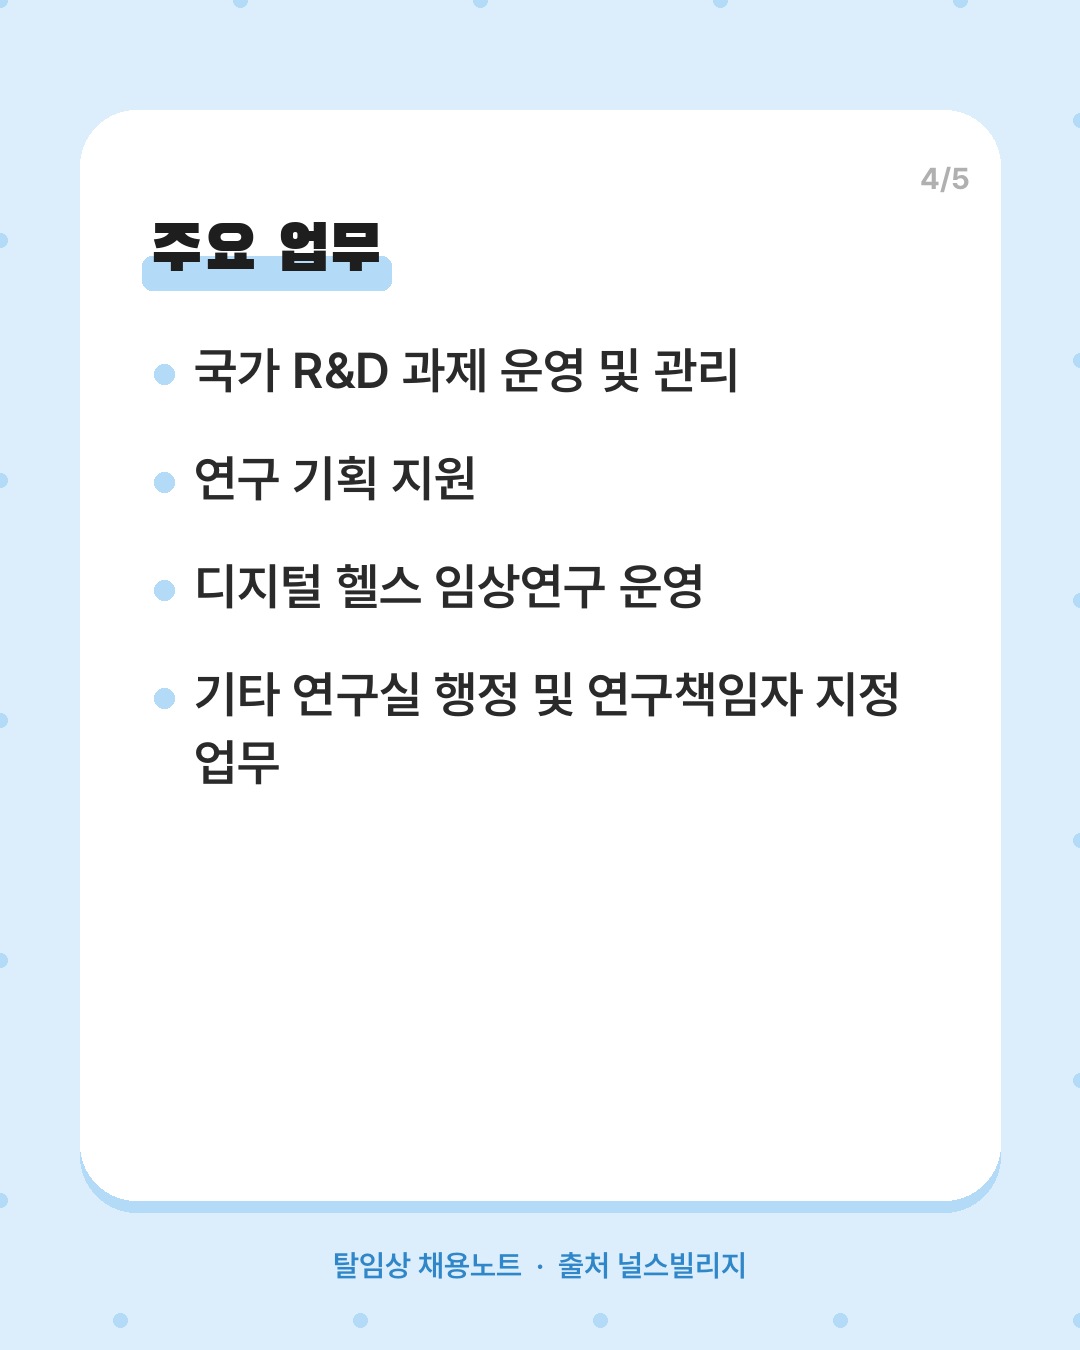 4/5
주요 업무
국가 R&D 과제 운영 및 관리
연구 기획 지원
디지털 헬스 임상연구 운영
기타 연구실 행정 및 연구책임자 지정
업무
탈임상 채용노트 · 출처 널스빌리지